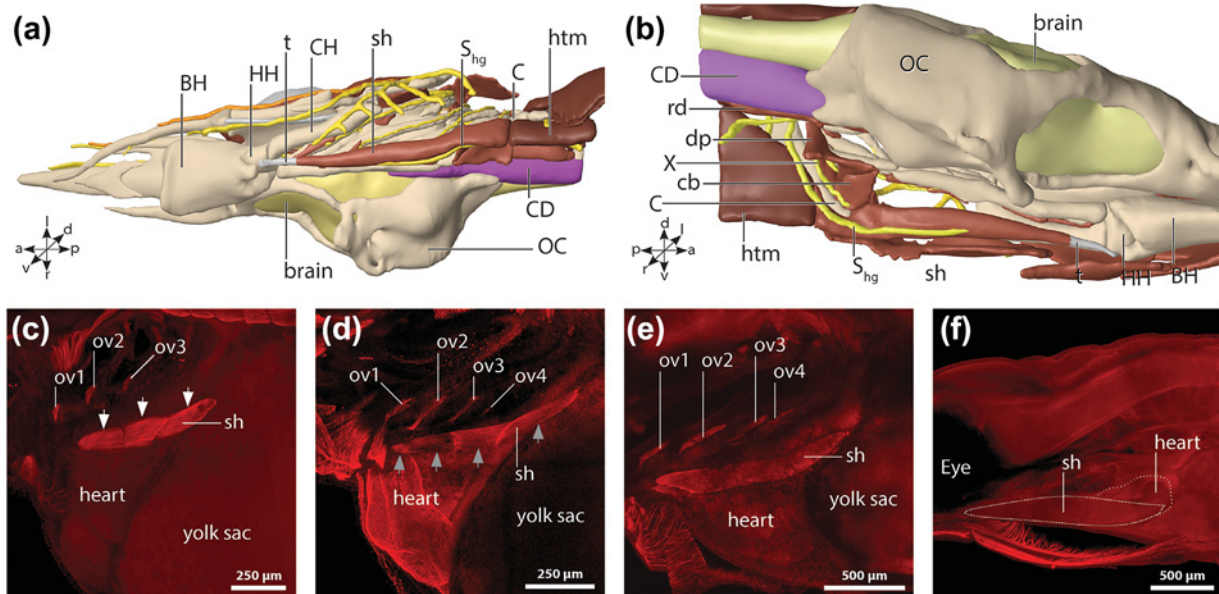 (a)
BH
HH
t
CH
sh
S_hg
C
htm
CD
OC
brain
d
l
a
p
v
r
(b)
brain
OC
CD
rd
dp
X
cb
C
htm
S_hg
sh
t
HH
BH
d
l
p
a
r
v
(c)
ov1
ov2
ov3
sh
heart
yolk sac
250 µm
(d)
ov1
ov2
ov3
ov4
sh
heart
yolk sac
250 µm
(e)
ov1
ov2
ov3
ov4
sh
heart
yolk sac
500 µm
(f)
Eye
sh
heart
500 µm